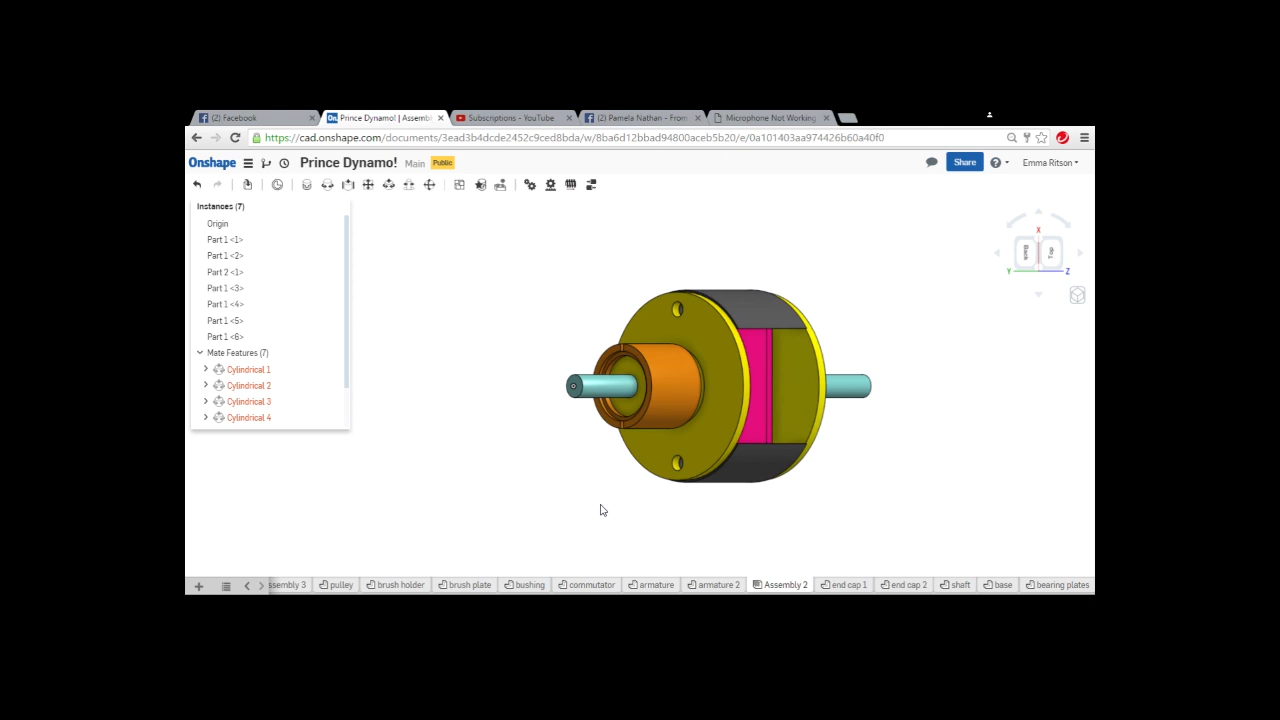 (2) Facebook
Prince Dynamo! | Assembl
Subscriptions - YouTube
(2) Pamela Nathan - From
Microphone Not Working
https://cad.onshape.com/documents/3ead3b4dcde2452c9ced8bda/w/8ba6d12bbad94800aceb5b20/e/0a101403aa974426b60a40f0
Onshape Prince Dynamo! Main Public Share Emma Ritson
Instances (7)
Origin
Part 1 <1>
Part 1 <2>
Part 2 <1>
Part 1 <3>
Part 1 <4>
Part 1 <5>
Part 1 <6>
Mate Features (7)
Cylindrical 1
Cylindrical 2
Cylindrical 3
Cylindrical 4
X
Back
Top
Y
Z
ssembly 3
pulley
brush holder
brush plate
bushing
commutator
armature
armature 2
Assembly 2
end cap 1
end cap 2
shaft
base
bearing plates